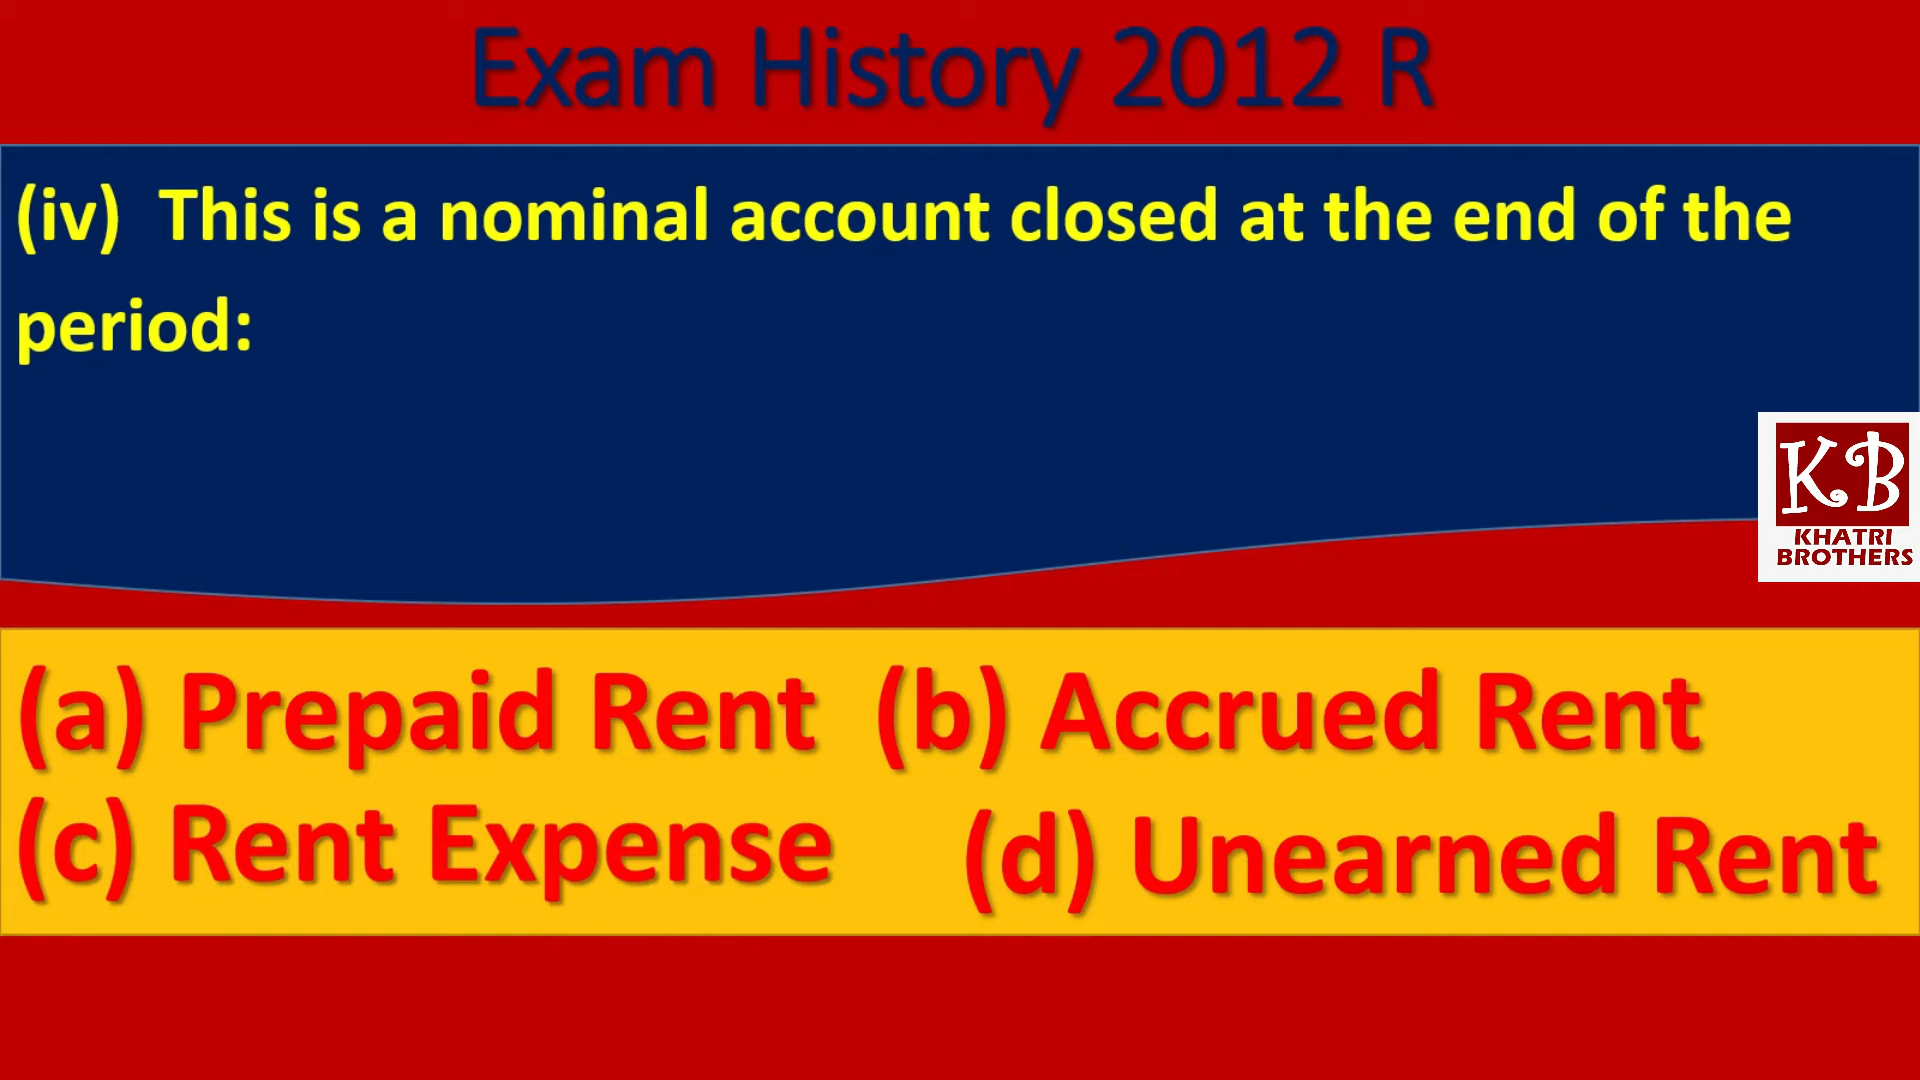 Exam History 2012 R
(iv) This is a nominal account closed at the end of the
period:
KB
KHATRI
BROTHERS
(a) Prepaid Rent (b) Accrued Rent
(c) Rent Expense (d) Unearned Rent